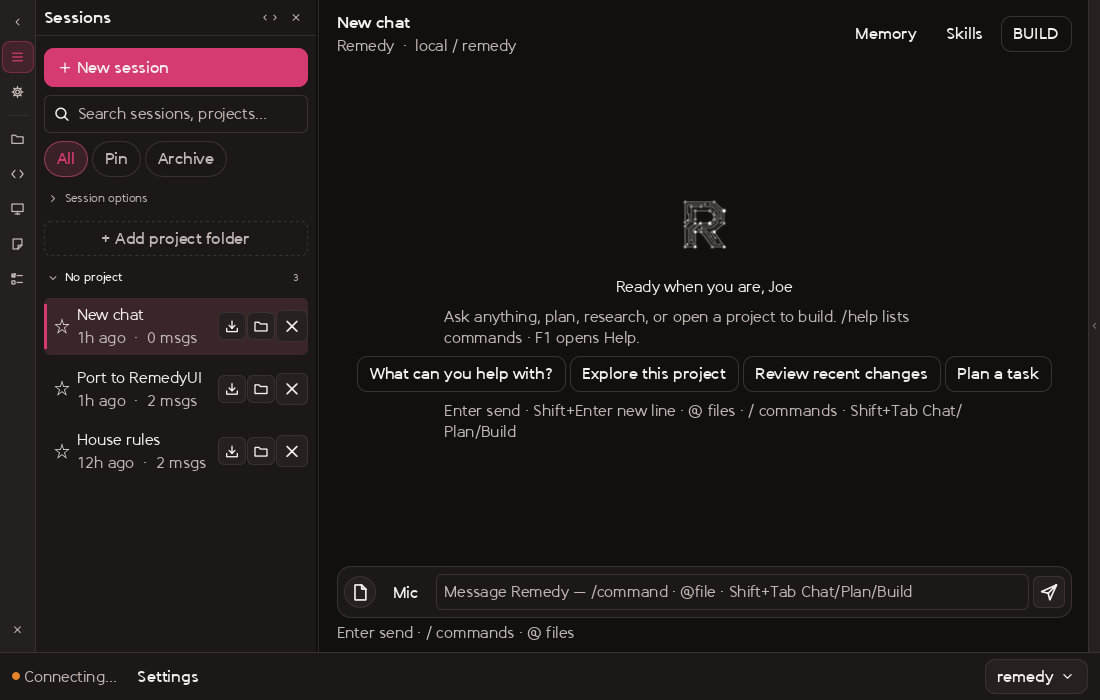 Sessions
+ New session
Search sessions, projects...
All
Pin
Archive
Session options
+ Add project folder
No project
3
New chat
1h ago · 0 msgs
Port to RemedyUI
1h ago · 2 msgs
House rules
12h ago · 2 msgs
New chat
Remedy · local / remedy
Memory
Skills
BUILD
R
Ready when you are, Joe
Ask anything, plan, research, or open a project to build. /help lists
commands · F1 opens Help.
What can you help with?
Explore this project
Review recent changes
Plan a task
Enter send · Shift+Enter new line · @ files · / commands · Shift+Tab Chat/
Plan/Build
Mic
Message Remedy — /command · @file · Shift+Tab Chat/Plan/Build
Enter send · / commands · @ files
Connecting...
Settings
remedy